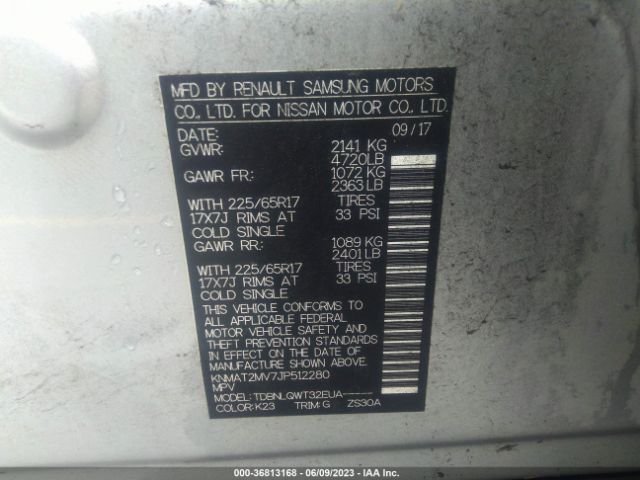 MFD BY RENAULT SAMSUNG MOTORS
CO., LTD. FOR NISSAN MOTOR CO., LTD.
DATE: 09/17
GVWR: 2141 KG
4720LB
GAWR FR: 1072 KG
2363 LB
WITH 225/65R17 TIRES
17X7J RIMS AT 33 PSI
COLD SINGLE
GAWR RR: 1089 KG
2401 LB
WITH 225/65R17 TIRES
17X7J RIMS AT 33 PSI
COLD SINGLE
THIS VEHICLE CONFORMS TO
ALL APPLICABLE FEDERAL
MOTOR VEHICLE SAFETY AND
THEFT PREVENTION STANDARDS
IN EFFECT ON THE DATE OF
MANUFACTURE SHOWN ABOVE.
KNMAT2MV7JP512280
MPV
MODEL: TDBNLQWT32EUA-----
COLOR: K23 TRIM: G ZS30A
000-36813168 - 06/09/2023 - IAA Inc.